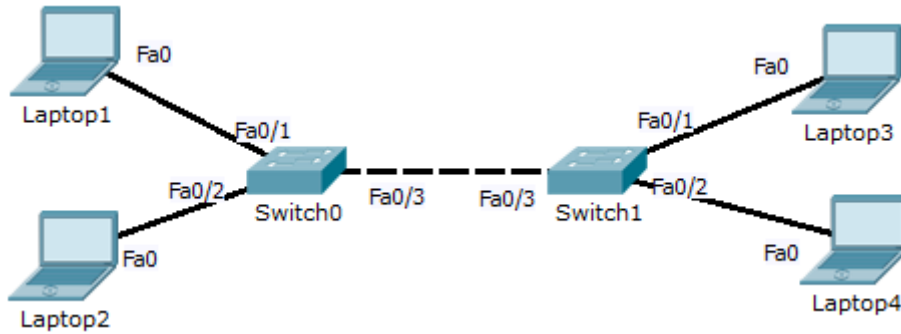 Fa0
Laptop1
Fa0/1
Fa0/2
Fa0
Laptop2
Switch0
Fa0/3
Fa0/3
Switch1
Fa0/1
Fa0
Laptop3
Fa0/2
Fa0
Laptop4